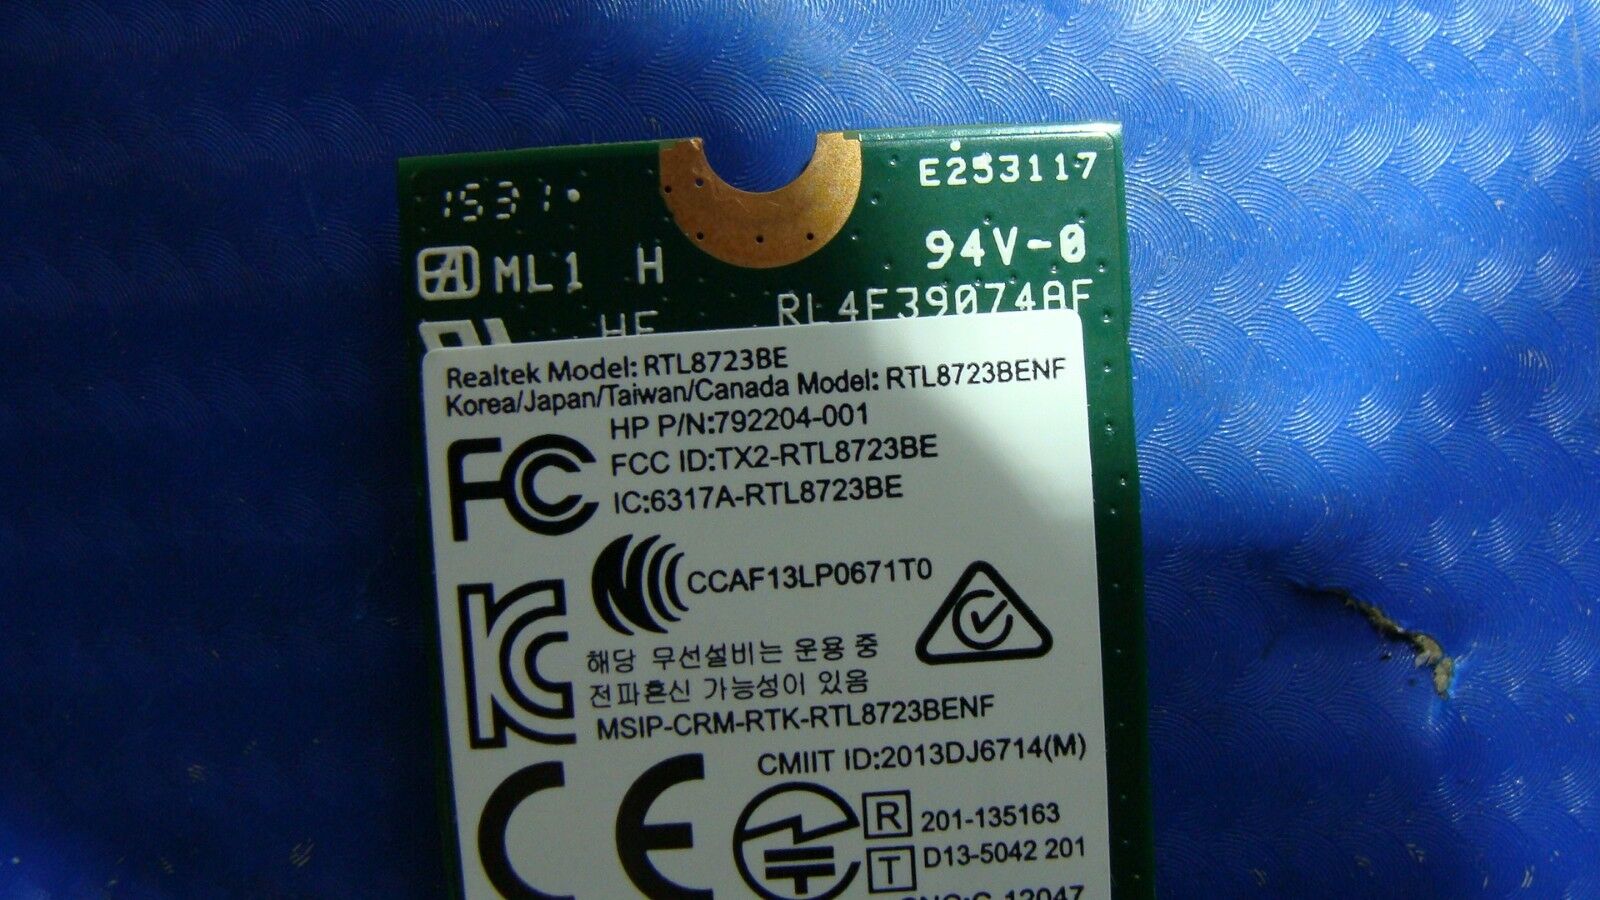 1531
E253117
ML1 H
94V-0
HF
RL4F39074AF
Realtek Model: RTL8723BE
Korea/Japan/Taiwan/Canada Model: RTL8723BENF
HP P/N:792204-001
FC
FCC ID:TX2-RTL8723BE
IC:6317A-RTL8723BE
CCAF13LP0671T0
해당 무선설비는 운용 중
전파혼신 가능성이 있음
MSIP-CRM-RTK-RTL8723BENF
CMIIT ID:2013DJ6714(M)
CE
R 201-135163
T D13-5042 201